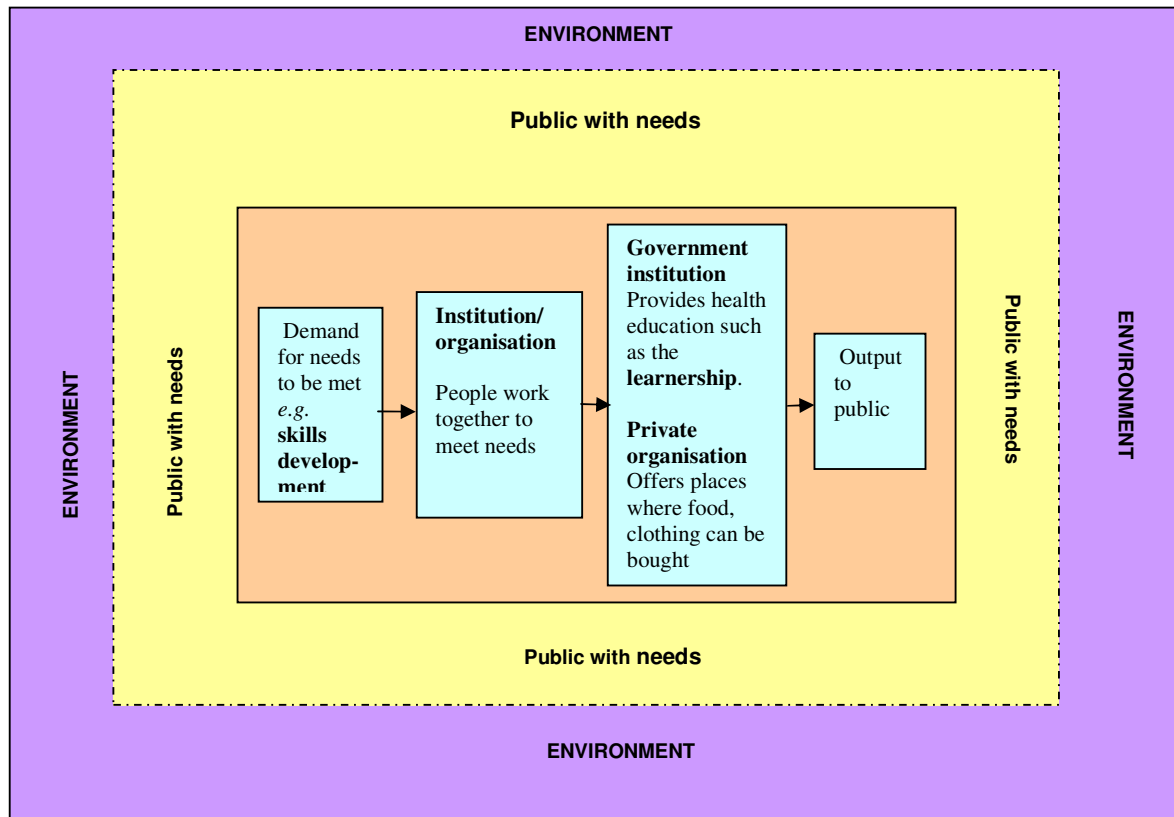 ENVIRONMENT
Public with needs
ENVIRONMENT
Public with needs
Demand
for needs
to be met
e.g.
skills
develop-
ment
Institution/
organisation
People work
together to
meet needs
Government
institution
Provides health
education such
as the
learnership.
Private
organisation
Offers places
where food,
clothing can be
bought
Output
to
public
Public with needs
ENVIRONMENT
Public with needs
ENVIRONMENT